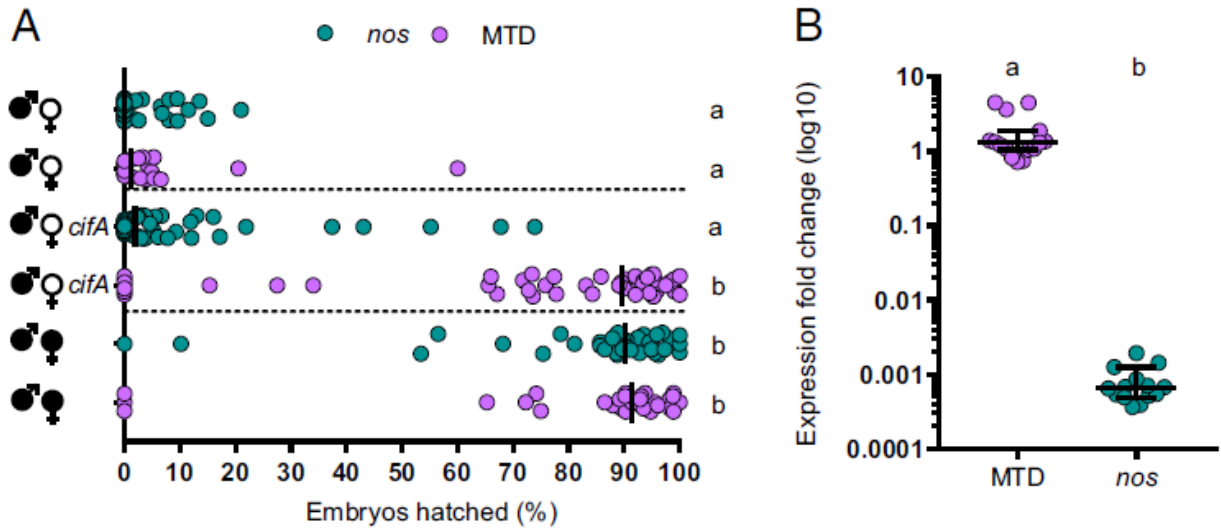 A
nos MTD
a
a
cifA a
cifA b
b
b
0 10 20 30 40 50 60 70 80 90 100
Embryos hatched (%)
B
a b
Expression fold change (log10)
10
1
0.1
0.01
0.001
0.0001
MTD nos